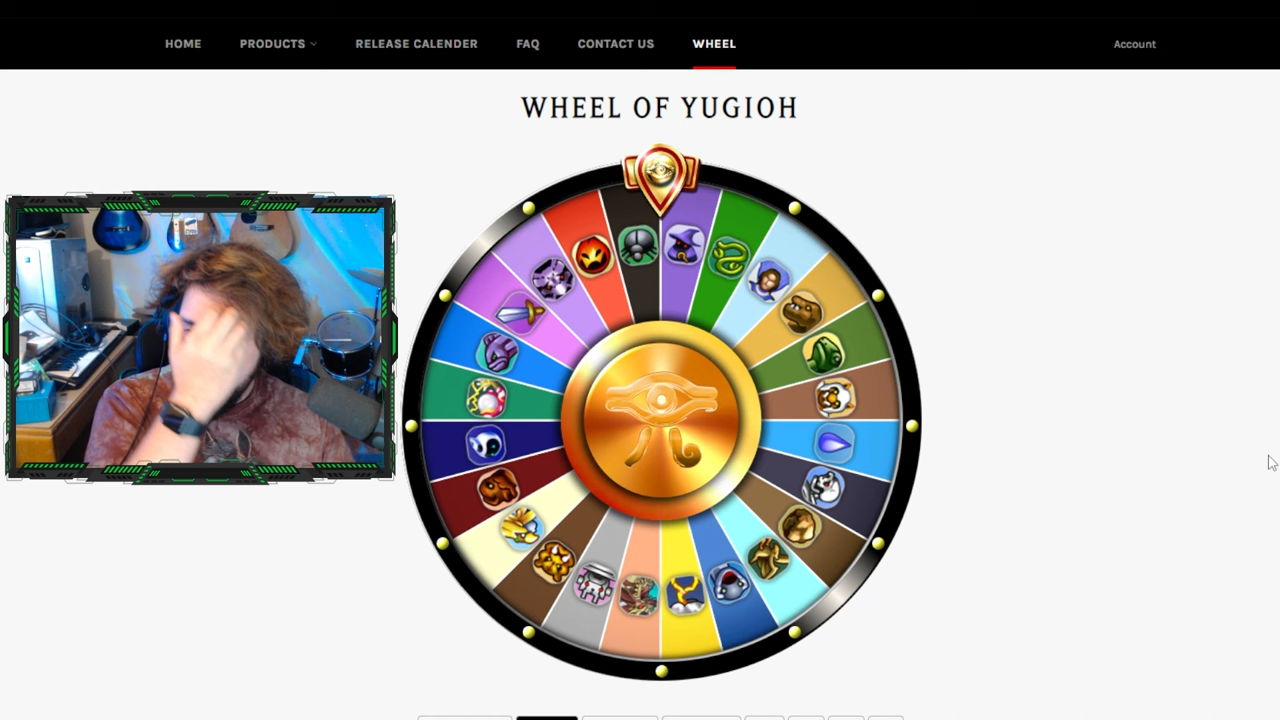 HOME PRODUCTS RELEASE CALENDER FAQ CONTACT US WHEEL Account
WHEEL OF YUGIOH